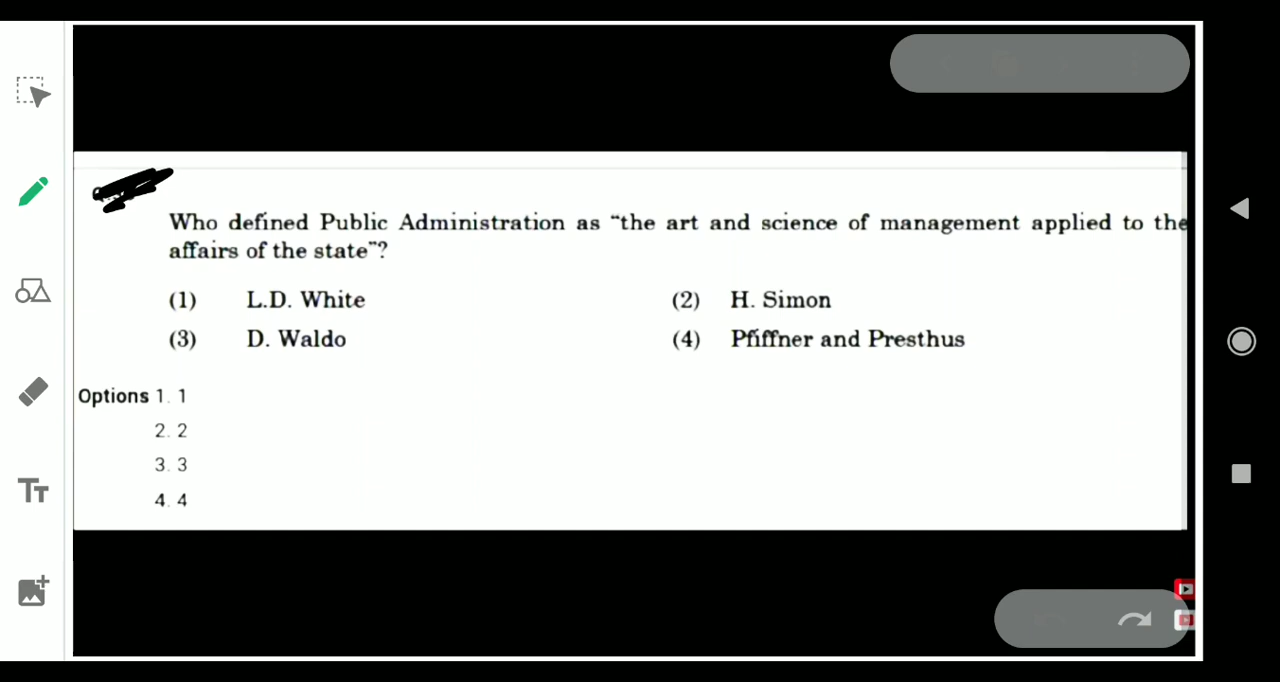 Who defined Public Administration as "the art and science of management applied to the
affairs of the state"?
(1) L.D. White (2) H. Simon
(3) D. Waldo (4) Pfiffner and Presthus
Options 1. 1
2. 2
3. 3
4. 4
TT